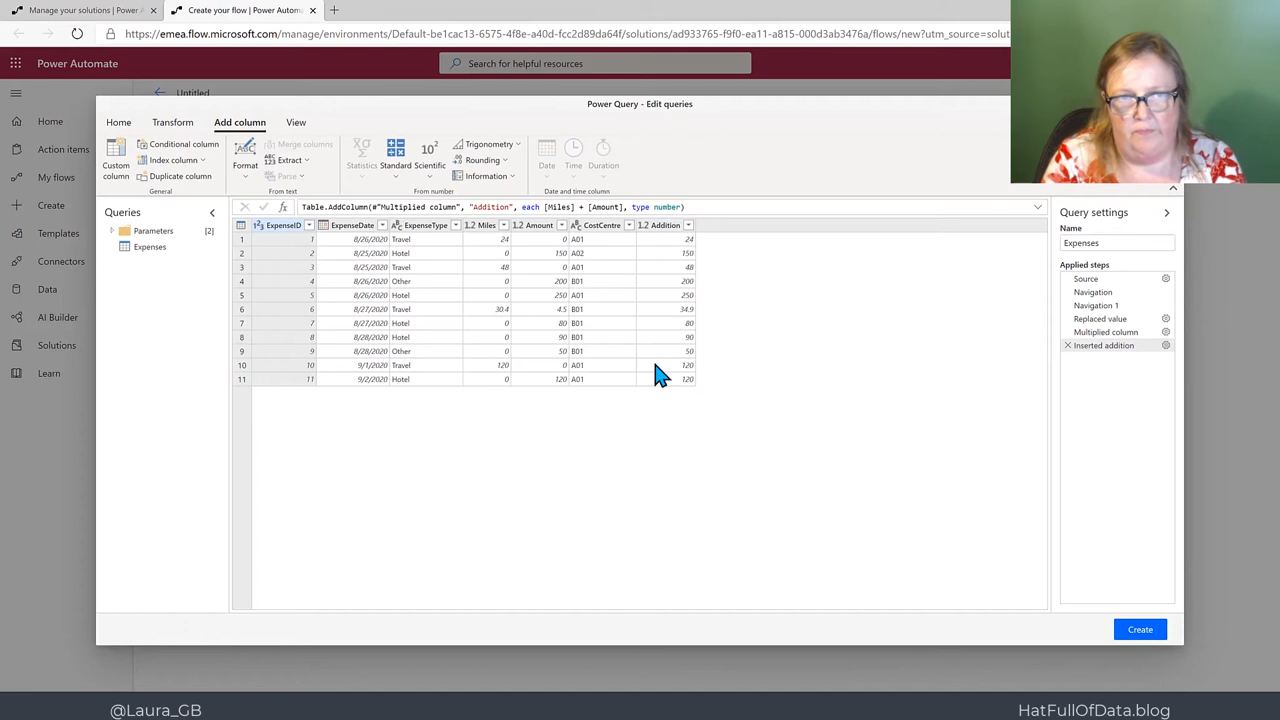 Manage your solutions | Power A
Create your flow | Power Automa
https://emea.flow.microsoft.com/manage/environments/Default-be1cac13-6575-4f8e-a40d-fcc2d89da64f/solutions/ad933765-f9f0-ea11-a815-000d3ab3476a/flows/new?utm_source=solu
Power Automate
Search for helpful resources
Untitled
Home
Action items
My flows
Create
Templates
Connectors
Data
AI Builder
Solutions
Learn
Power Query - Edit queries
Home Transform Add column View
Custom column
Conditional column
Index column
Duplicate column
General
Format
Merge columns
Extract
Parse
From text
Statistics
Standard
Scientific
Trigonometry
Rounding
Information
From number
Date
Time
Duration
Date and time column
Queries
Parameters [2]
Expenses
Table.AddColumn(#"Multiplied column", "Addition", each [Miles] + [Amount], type number)
ExpenseID ExpenseDate ExpenseType 1.2 Miles 1.2 Amount CostCentre 1.2 Addition
1 1 8/26/2020 Travel 24 0 A01 24
2 2 8/25/2020 Hotel 0 150 A02 150
3 3 8/25/2020 Travel 48 0 A01 48
4 4 8/26/2020 Other 0 200 B01 200
5 5 8/26/2020 Hotel 0 250 A01 250
6 6 8/27/2020 Travel 30.4 4.5 B01 34.9
7 7 8/27/2020 Hotel 0 80 B01 80
8 8 8/28/2020 Hotel 0 90 B01 90
9 9 8/28/2020 Other 0 50 B01 50
10 10 9/1/2020 Travel 120 0 A01 120
11 11 9/2/2020 Hotel 0 120 A01 120
Query settings
Name
Expenses
Applied steps
Source
Navigation
Navigation 1
Replaced value
Multiplied column
Inserted addition
Create
@Laura_GB
HatFullOfData.blog